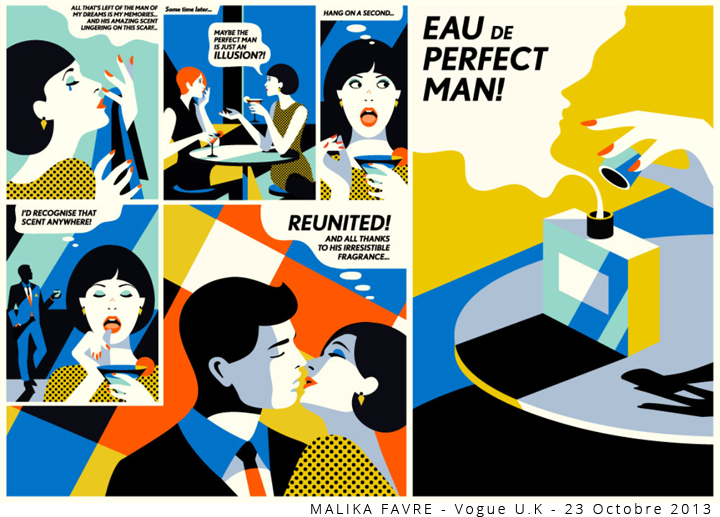 ALL THAT'S LEFT OF THE MAN OF
MY DREAMS IS MY MEMORIES...
AND HIS AMAZING SCENT
LINGERING ON THIS SCARF...
Some time later...
MAYBE THE
PERFECT MAN
IS JUST AN
ILLUSION?!
HANG ON A SECOND...
I'D RECOGNISE THAT
SCENT ANYWHERE!
REUNITED!
AND ALL THANKS
TO HIS IRRESISTIBLE
FRAGRANCE...
EAU DE
PERFECT
MAN!
MALIKA FAVRE - Vogue U.K - 23 Octobre 2013